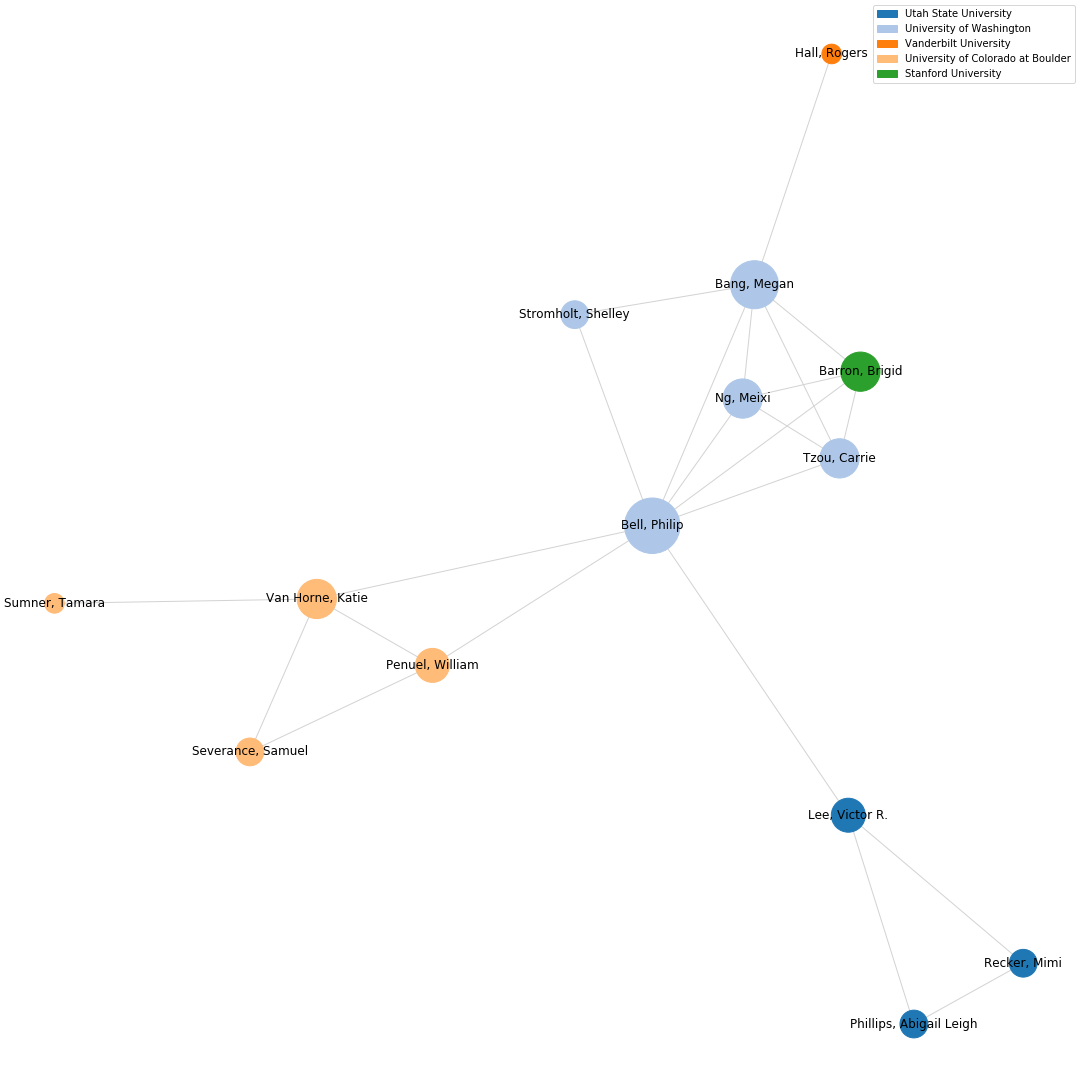 Utah State University
University of Washington
Vanderbilt University
University of Colorado at Boulder
Stanford University
Hall, Rogers
Bang, Megan
Stromholt, Shelley
Barron, Brigid
Ng, Meixi
Tzou, Carrie
Bell, Philip
Van Horne, Katie
Sumner, Tamara
Penuel, William
Severance, Samuel
Lee, Victor R.
Recker, Mimi
Phillips, Abigail Leigh